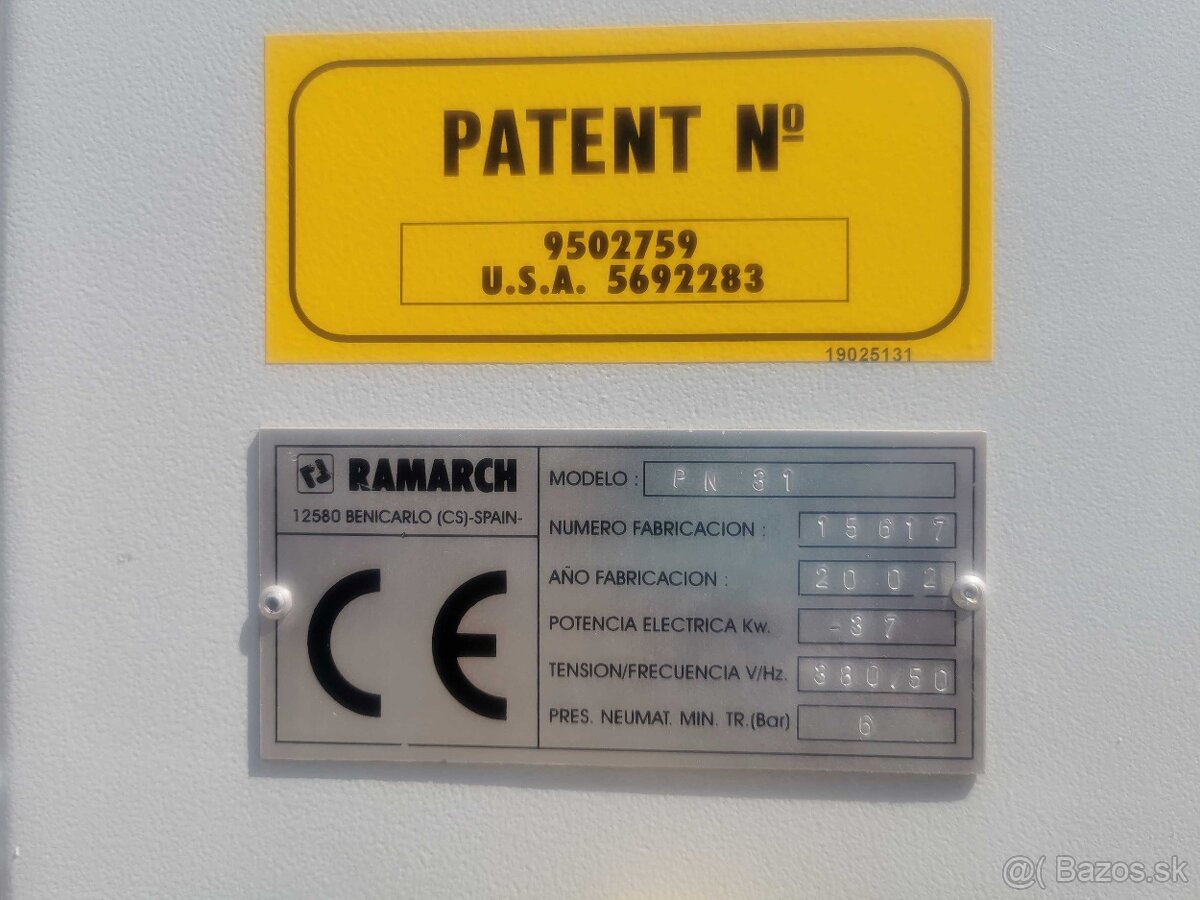 PATENT Nº
9502759
U.S.A. 5692283
19025131
RAMARCH
12580 BENICARLO (CS)-SPAIN-
CE
MODELO : PN 31
NUMERO FABRICACION : 15617
AÑO FABRICACION : 2002
POTENCIA ELECTRICA Kw. -37
TENSION/FRECUENCIA V/Hz. 380.50
PRES. NEUMAT. MIN. TR.(Bar) 6
@( Bazos.sk